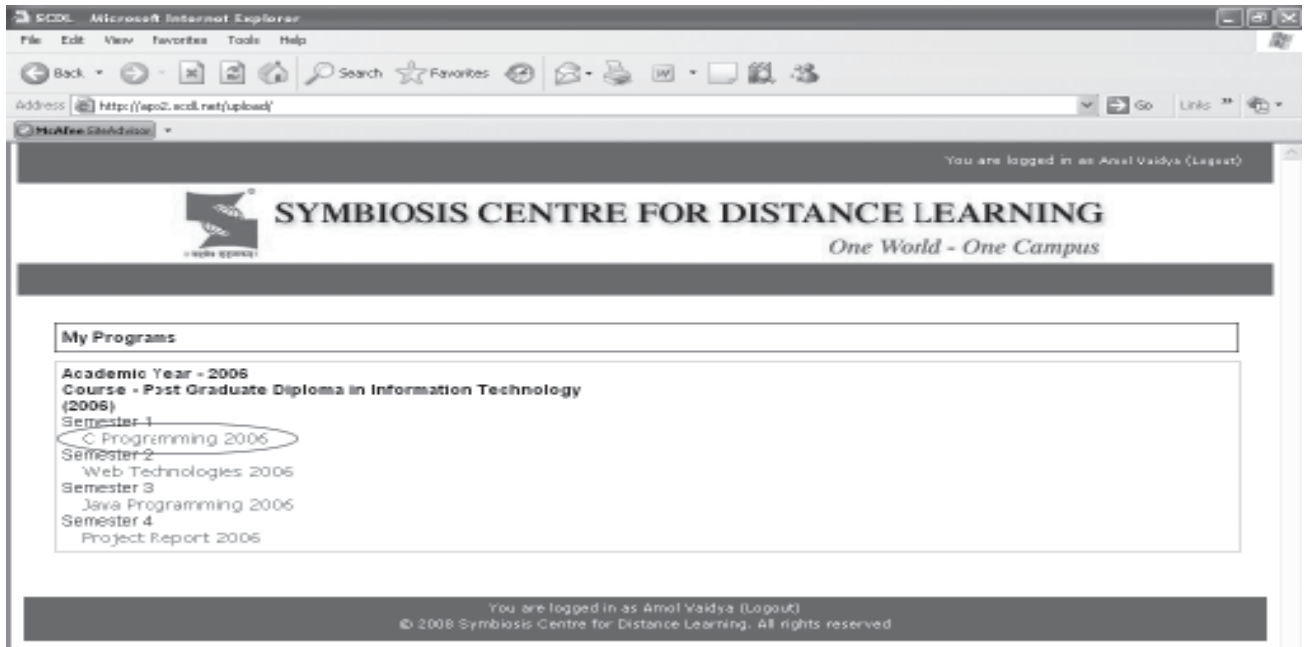 SCDL Microsoft Internet Explorer
File Edit View Favorites Tools Help
Back Search Favorites
Address http://apo2.scdl.net/upload/ Go Links »
McAfee SiteAdvisor
You are logged in as Amol Vaidya (Logout)
SYMBIOSIS CENTRE FOR DISTANCE LEARNING
One World - One Campus
My Programs
Academic Year - 2006
Course - Post Graduate Diploma in Information Technology
(2006)
Semester 1
C Programming 2006
Semester 2
Web Technologies 2006
Semester 3
Java Programming 2006
Semester 4
Project Report 2006
You are logged in as Amol Vaidya (Logout)
© 2008 Symbiosis Centre for Distance Learning. All rights reserved